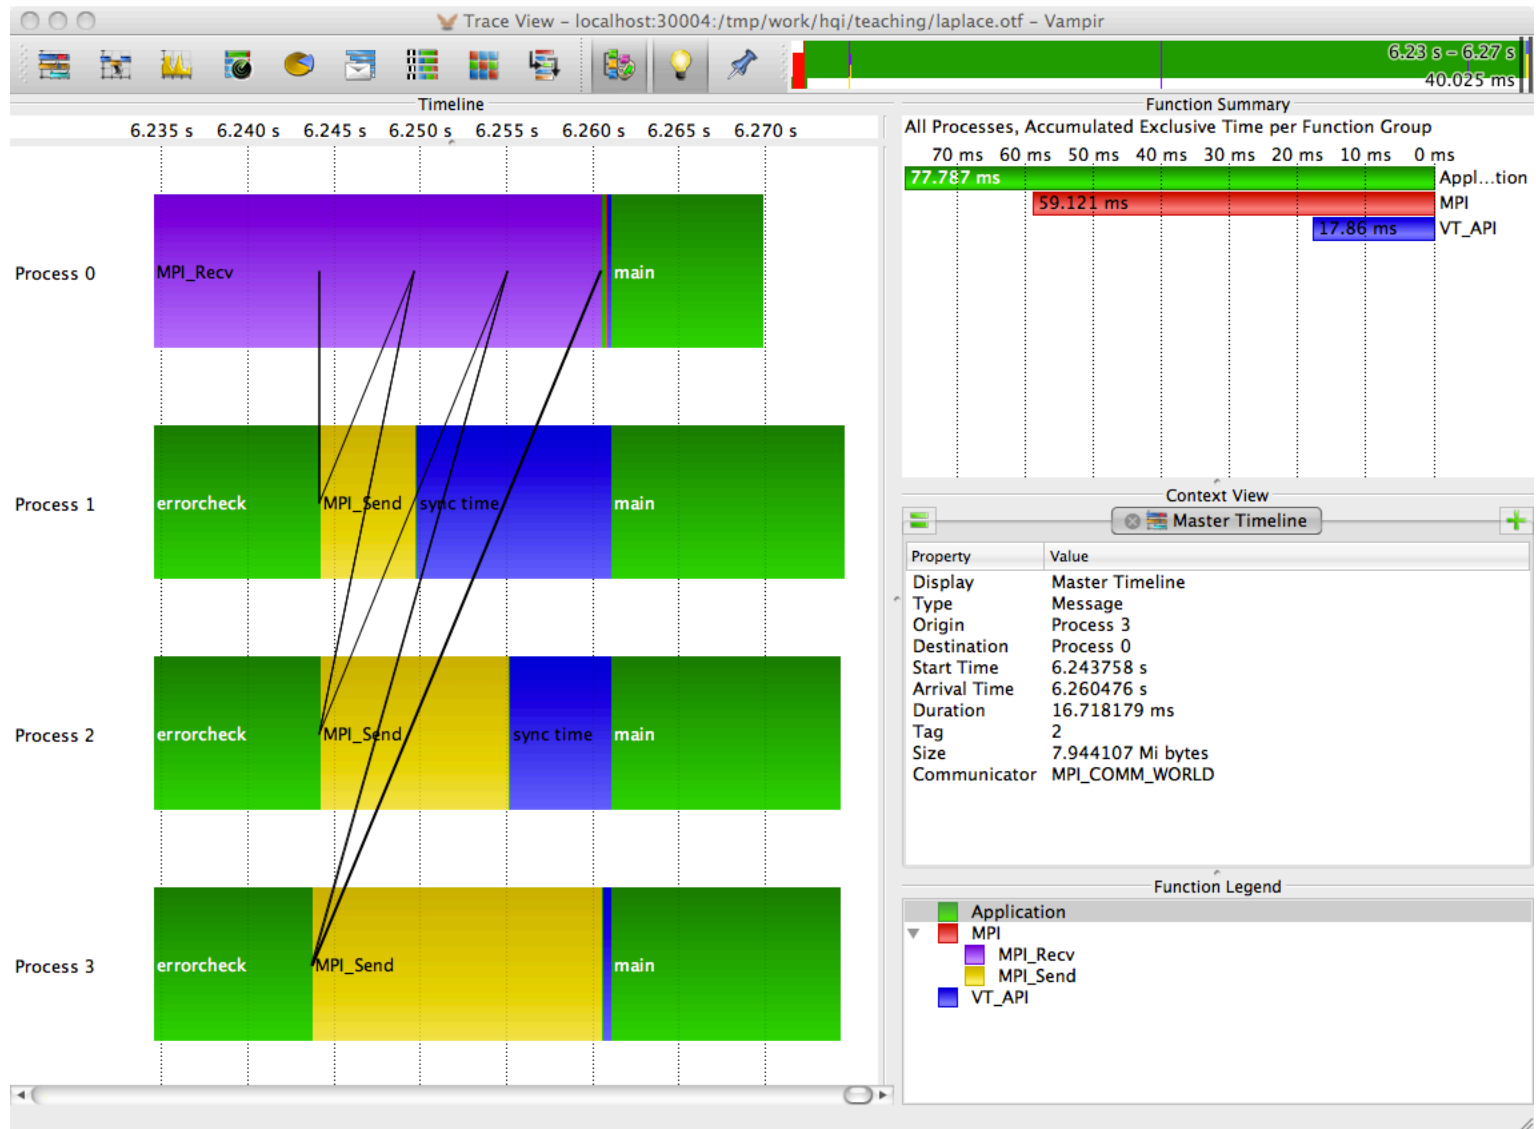 Trace View – localhost:30004:/tmp/work/hqi/teaching/laplace.otf – Vampir
6.23 s – 6.27 s
40.025 ms
Timeline
6.235 s 6.240 s 6.245 s 6.250 s 6.255 s 6.260 s 6.265 s 6.270 s
Process 0
MPI_Recv
main
Process 1
errorcheck
MPI_Send
sync time
main
Process 2
errorcheck
MPI_Send
sync time
main
Process 3
errorcheck
MPI_Send
main
Function Summary
All Processes, Accumulated Exclusive Time per Function Group
70 ms 60 ms 50 ms 40 ms 30 ms 20 ms 10 ms 0 ms
77.787 ms Appl...tion
59.121 ms MPI
17.86 ms VT_API
Context View
Master Timeline
Property Value
Display Master Timeline
Type Message
Origin Process 3
Destination Process 0
Start Time 6.243758 s
Arrival Time 6.260476 s
Duration 16.718179 ms
Tag 2
Size 7.944107 Mi bytes
Communicator MPI_COMM_WORLD
Function Legend
Application
MPI
MPI_Recv
MPI_Send
VT_API